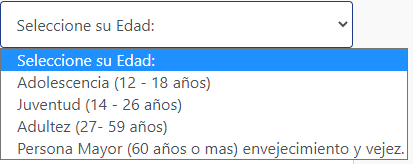 Seleccione su Edad:
Seleccione su Edad:
Adolescencia (12 - 18 años)
Juventud (14 - 26 años)
Adultez (27- 59 años)
Persona Mayor (60 años o mas) envejecimiento y vejez.